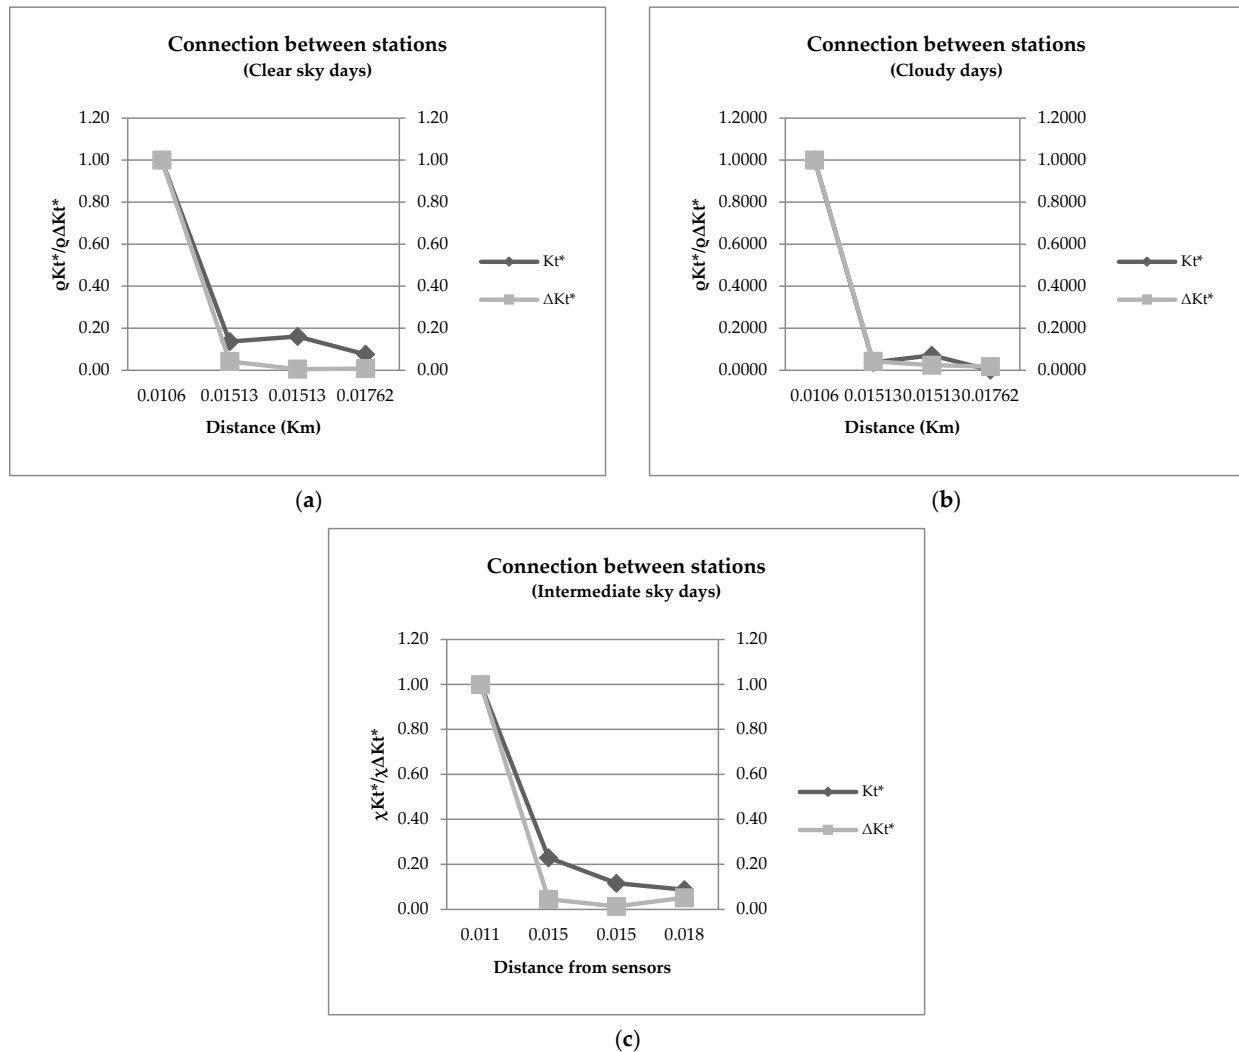 Connection between stations
(Clear sky days)
1.20
1.00
0.80
0.60
0.40
0.20
0.00
1.20
1.00
0.80
0.60
0.40
0.20
0.00
ϱKt*/ϱΔKt*
Kt*
ΔKt*
0.0106 0.01513 0.01513 0.01762
Distance (Km)
(a)
Connection between stations
(Cloudy days)
1.2000
1.0000
0.8000
0.6000
0.4000
0.2000
0.0000
1.2000
1.0000
0.8000
0.6000
0.4000
0.2000
0.0000
ϱKt*/ϱΔKt*
Kt*
ΔKt*
0.0106 0.01513 0.01513 0.01762
Distance (Km)
(b)
Connection between stations
(Intermediate sky days)
1.20
1.00
0.80
0.60
0.40
0.20
0.00
1.20
1.00
0.80
0.60
0.40
0.20
0.00
χKt*/χΔKt*
Kt*
ΔKt*
0.011 0.015 0.015 0.018
Distance from sensors
(c)